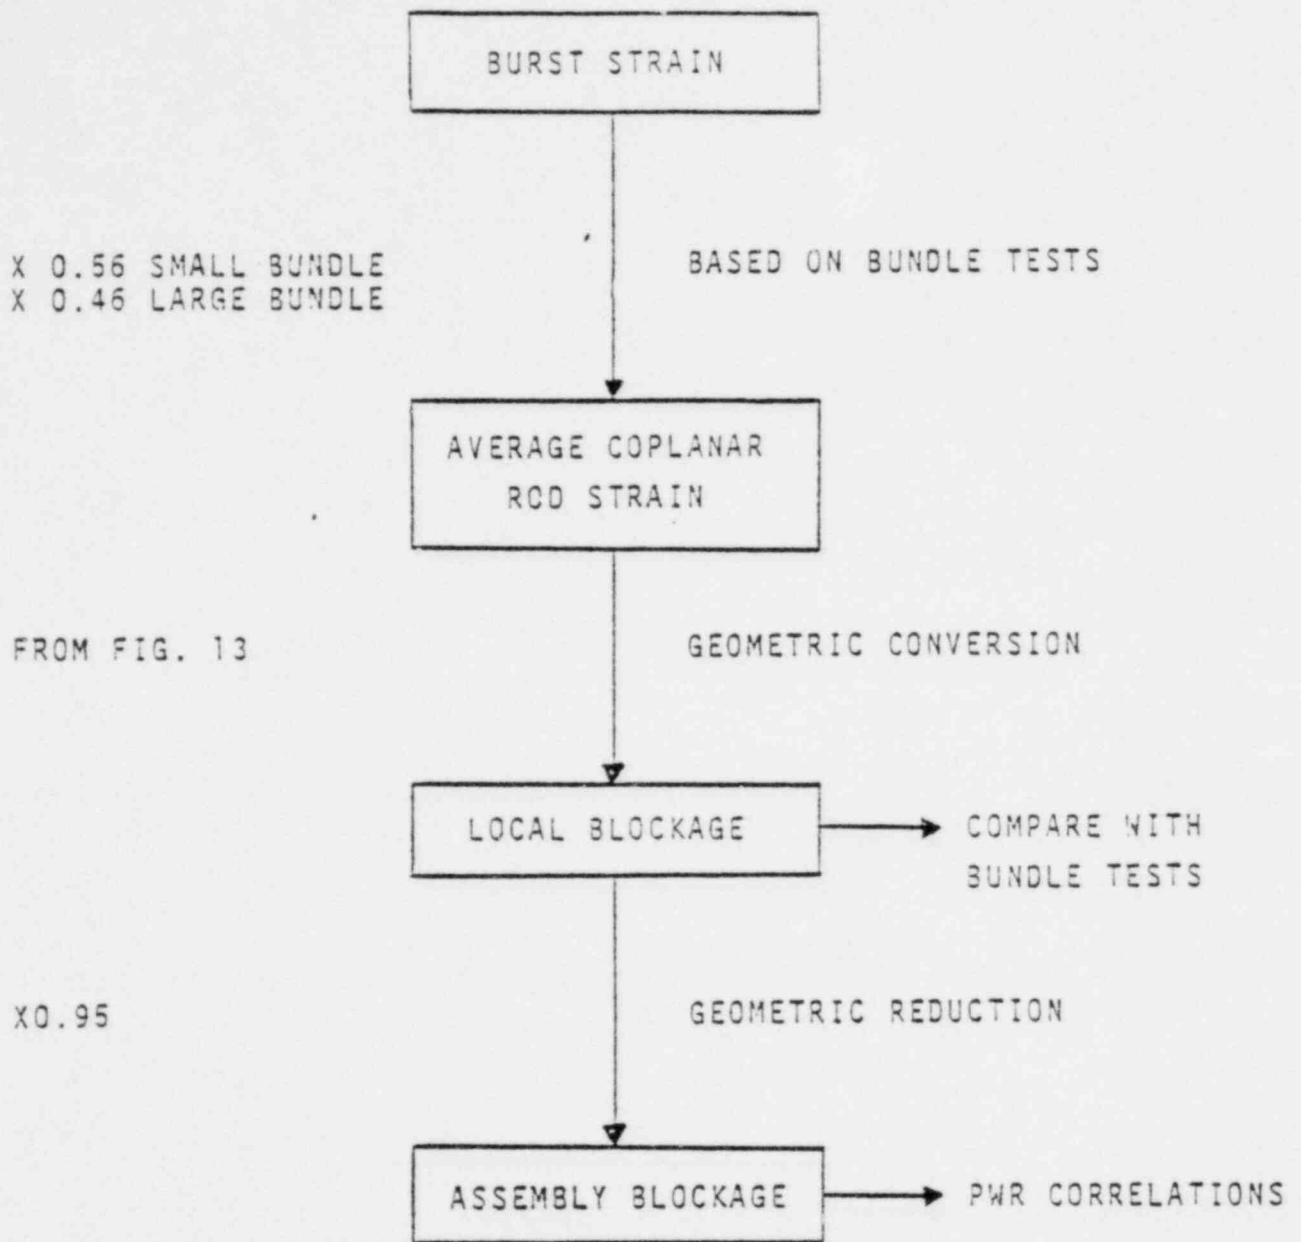 BURST STRAIN
X 0.56 SMALL BUNDLE
X 0.46 LARGE BUNDLE
BASED ON BUNDLE TESTS
AVERAGE COPLANAR
ROD STRAIN
FROM FIG. 13
GEOMETRIC CONVERSION
LOCAL BLOCKAGE
COMPARE WITH
BUNDLE TESTS
X0.95
GEOMETRIC REDUCTION
ASSEMBLY BLOCKAGE
PWR CORRELATIONS